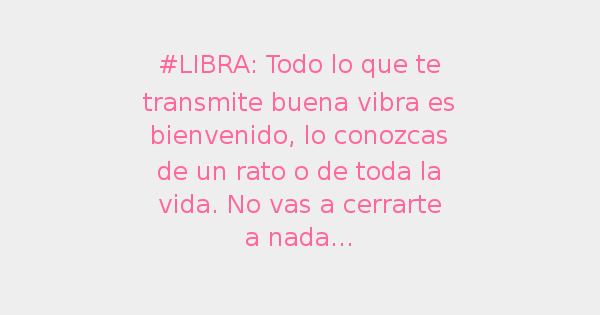 #LIBRA: Todo lo que te
transmite buena vibra es
bienvenido, lo conozcas
de un rato o de toda la
vida. No vas a cerrarte
a nada...